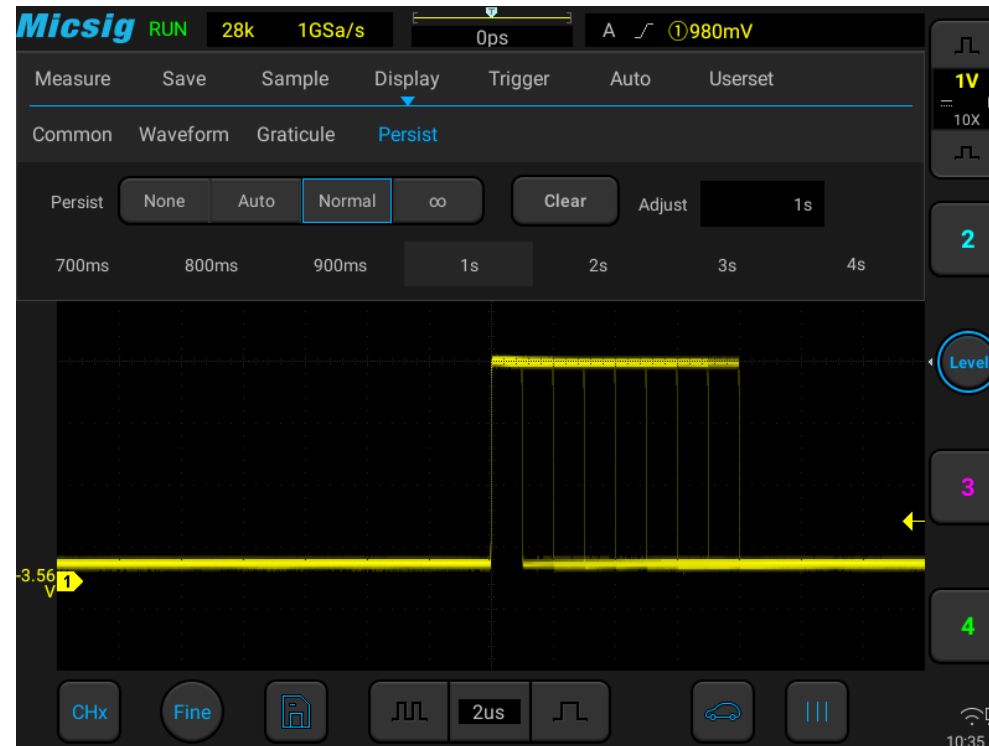 Micsig RUN 28k 1GSa/s 0ps A ①980mV
Measure Save Sample Display Trigger Auto Userset
1V
10X
Common Waveform Graticule Persist
Persist None Auto Normal ∞ Clear Adjust 1s
700ms 800ms 900ms 1s 2s 3s 4s
2
Level
3
-3.56
V
1
4
CHx Fine 2us
10:35